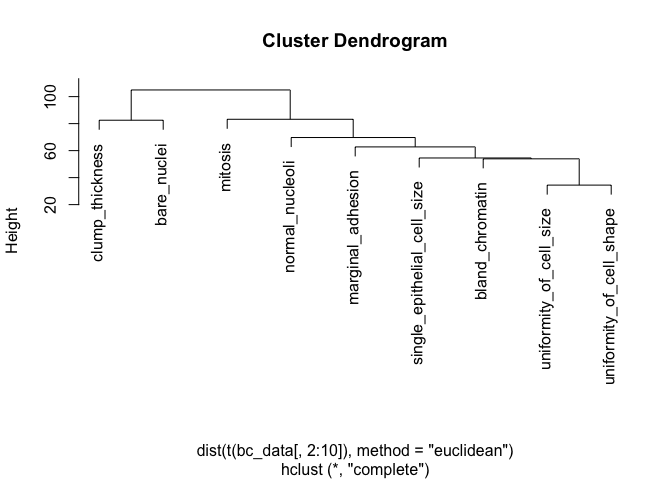 Cluster Dendrogram
Height
100
60
20
clump_thickness
bare_nuclei
mitosis
normal_nucleoli
marginal_adhesion
single_epithelial_cell_size
bland_chromatin
uniformity_of_cell_size
uniformity_of_cell_shape
dist(t(bc_data[, 2:10]), method = "euclidean")
hclust (*, "complete")